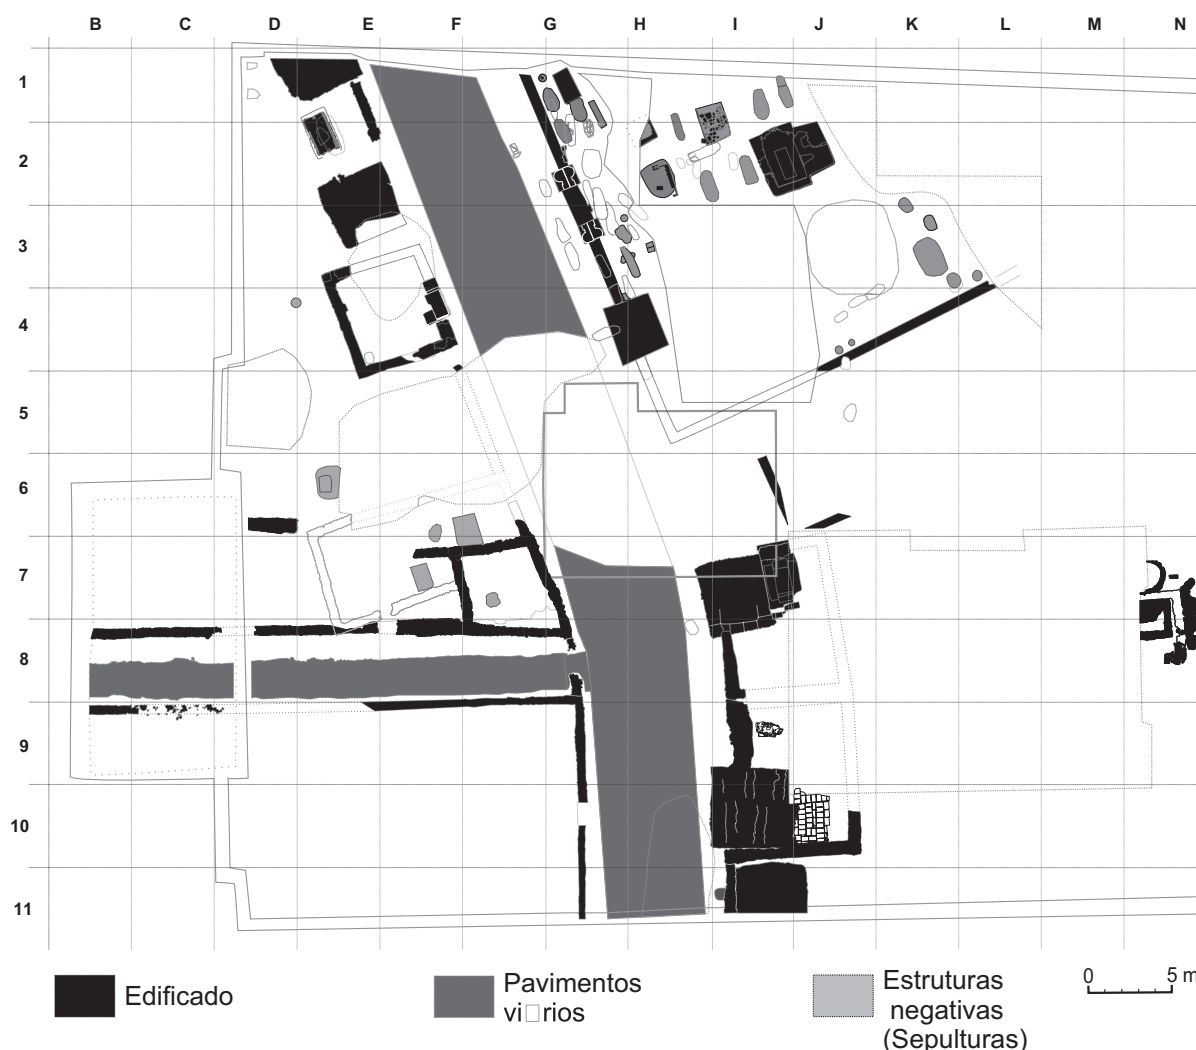 B C D E F G H I J K L M N
1
2
3
4
5
6
7
8
9
10
11
Edificado
Pavimentos
vi□rios
Estruturas
negativas
(Sepulturas)
0 5 m